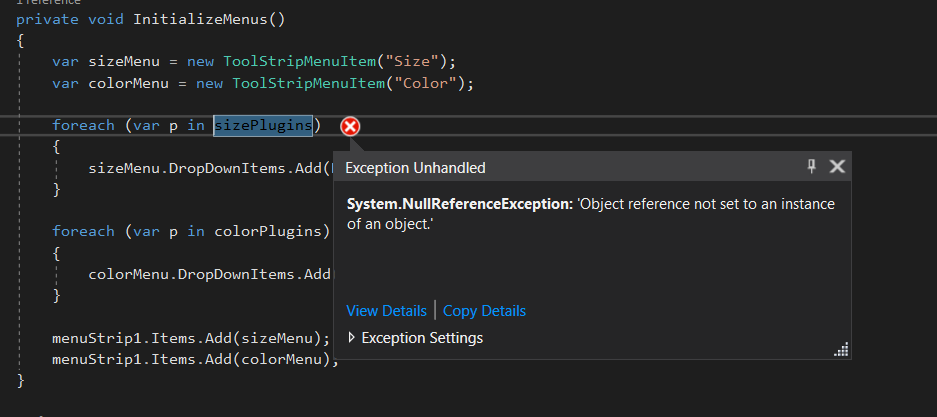 1 reference
private void InitializeMenus()
{
var sizeMenu = new ToolStripMenuItem("Size");
var colorMenu = new ToolStripMenuItem("Color");
foreach (var p in sizePlugins)
{
sizeMenu.DropDownItems.Add(
}
foreach (var p in colorPlugins)
{
colorMenu.DropDownItems.Add
}
menuStrip1.Items.Add(sizeMenu);
menuStrip1.Items.Add(colorMenu);
}
Exception Unhandled
System.NullReferenceException: 'Object reference not set to an instance
of an object.'
View Details | Copy Details
Exception Settings